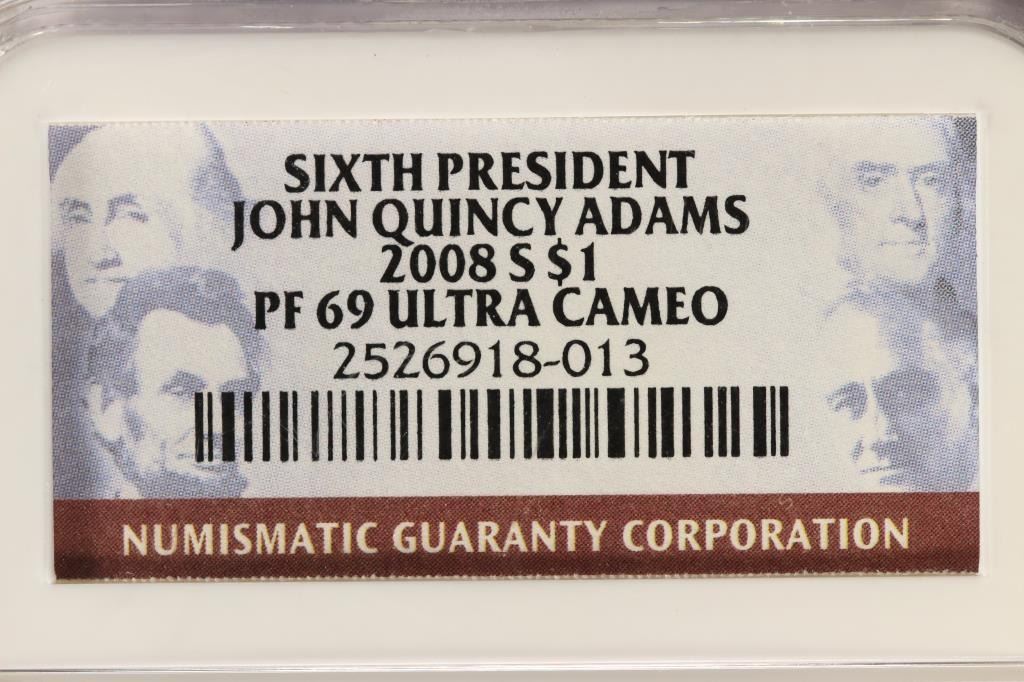 SIXTH PRESIDENT
JOHN QUINCY ADAMS
2008 S $1
PF 69 ULTRA CAMEO
2526918-013
NUMISMATIC GUARANTY CORPORATION